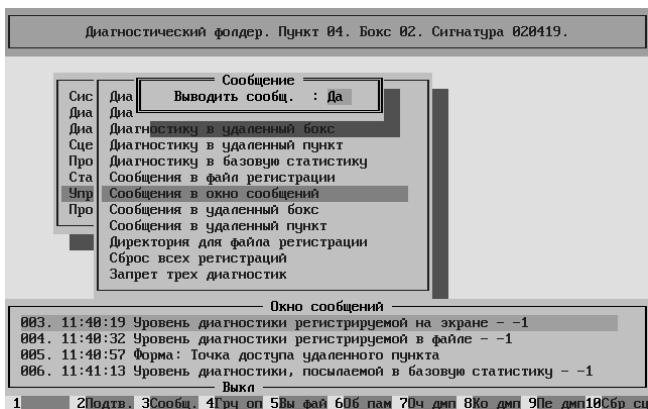 Диагностический фолдер. Пункт 04. Бокс 02. Сигнатура 020419.
Сообщение
Выводить сообщ. : Да
Сис Диа
Диа Диа
Диа Диагностику в удаленный бокс
Сце Диагностику в удаленный пункт
Про Диагностику в базовую статистику
Ста Сообщения в файл регистрации
Упр Сообщения в окно сообщений
Про Сообщения в удаленный бокс
Сообщения в удаленный пункт
Директория для файла регистрации
Сброс всех регистраций
Запрет трех диагностик
Окно сообщений
003. 11:40:19 Уровень диагностики регистрируемой на экране - -1
004. 11:40:32 Уровень диагностики регистрируемой в файле - -1
005. 11:40:57 Форма: Точка доступа удаленного пункта
006. 11:41:13 Уровень диагностики, посылаемой в базовую статистику - -1
Выкл
1 2Подтв. 3Сообщ. 4Грч оп 5Вы фай 6Об пам 7Оч дмп 8Ко дмп 9Пе дмп 10Сбр сц